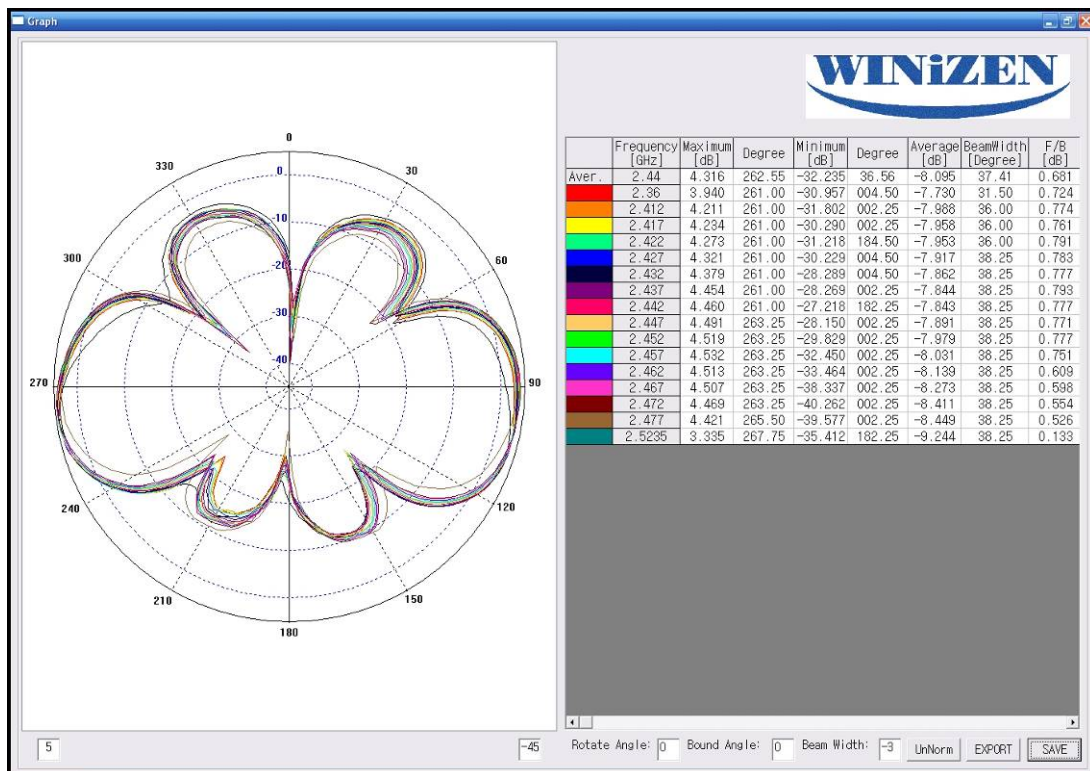 Graph
WINiZEN
0
330
30
300
60
270
90
240
120
210
150
180
0
-10
-20
-30
-40
Frequency [GHz] Maximum [dB] Degree Minimum [dB] Degree Average [dB] BeamWidth [Degree] F/B [dB]
Aver. 2.44 4.316 262.55 -32.235 36.56 -8.095 37.41 0.681
2.36 3.940 261.00 -30.957 004.50 -7.730 31.50 0.724
2.412 4.211 261.00 -31.802 002.25 -7.988 36.00 0.774
2.417 4.234 261.00 -30.290 002.25 -7.958 36.00 0.761
2.422 4.273 261.00 -31.218 184.50 -7.953 36.00 0.791
2.427 4.321 261.00 -30.229 004.50 -7.917 38.25 0.783
2.432 4.379 261.00 -28.289 004.50 -7.862 38.25 0.777
2.437 4.454 261.00 -28.269 002.25 -7.844 38.25 0.793
2.442 4.460 261.00 -27.218 182.25 -7.843 38.25 0.777
2.447 4.491 263.25 -28.150 002.25 -7.891 38.25 0.771
2.452 4.519 263.25 -29.829 002.25 -7.979 38.25 0.777
2.457 4.532 263.25 -32.450 002.25 -8.031 38.25 0.751
2.462 4.513 263.25 -33.464 002.25 -8.139 38.25 0.609
2.467 4.507 263.25 -38.337 002.25 -8.273 38.25 0.598
2.472 4.469 263.25 -40.262 002.25 -8.411 38.25 0.554
2.477 4.421 265.50 -39.577 002.25 -8.449 38.25 0.526
2.5235 3.335 267.75 -35.412 182.25 -9.244 38.25 0.133
5 -45 Rotate Angle: 0 Bound Angle: 0 Beam Width: -3 UnNorm EXPORT SAVE